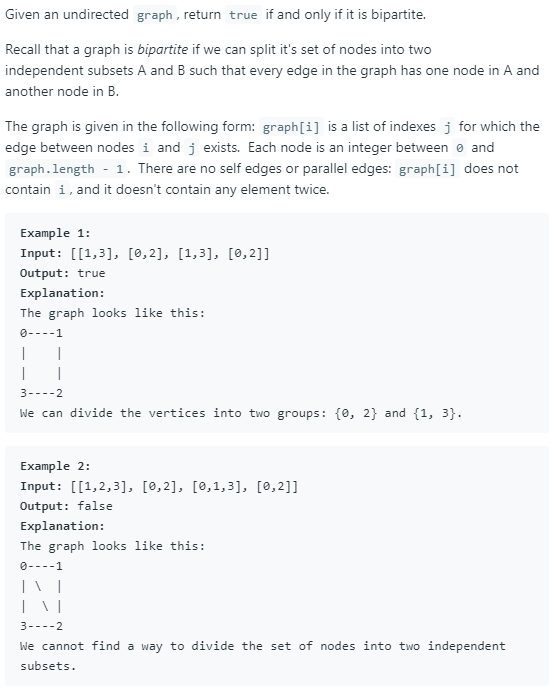 Given an undirected graph, return true if and only if it is bipartite.
Recall that a graph is bipartite if we can split it's set of nodes into two
independent subsets A and B such that every edge in the graph has one node in A and
another node in B.
The graph is given in the following form: graph[i] is a list of indexes j for which the
edge between nodes i and j exists. Each node is an integer between 0 and
graph.length - 1. There are no self edges or parallel edges: graph[i] does not
contain i, and it doesn't contain any element twice.
Example 1:
Input: [[1,3], [0,2], [1,3], [0,2]]
Output: true
Explanation:
The graph looks like this:
0----1
|    |
|    |
3----2
We can divide the vertices into two groups: {0, 2} and {1, 3}.
Example 2:
Input: [[1,2,3], [0,2], [0,1,3], [0,2]]
Output: false
Explanation:
The graph looks like this:
0----1
| \  |
|  \ |
3----2
We cannot find a way to divide the set of nodes into two independent
subsets.